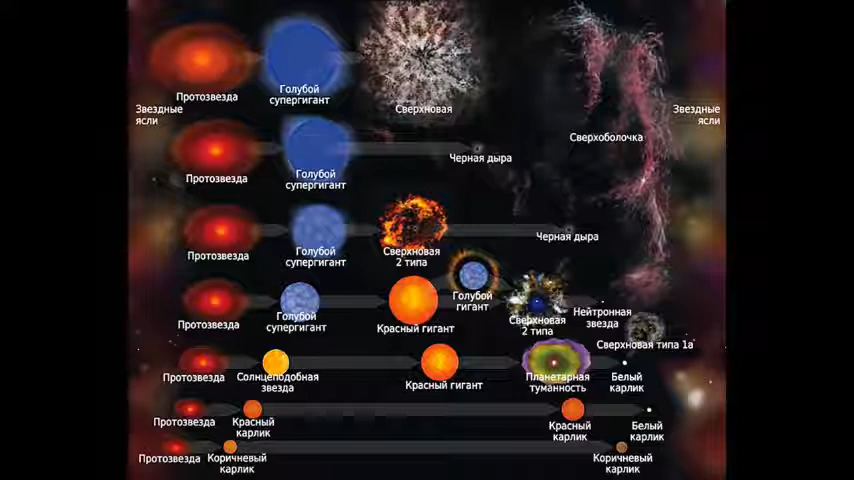 Протозвезда
Голубой
супергигант
Сверхновая
Звездные
ясли
Звездные
ясли
Сверхоболочка
Протозвезда
Голубой
супергигант
Черная дыра
Протозвезда
Голубой
супергигант
Сверхновая
2 типа
Черная дыра
Протозвезда
Голубой
супергигант
Красный гигант
Голубой
гигант
Сверхновая
2 типа
Нейтронная
звезда
Сверхновая типа 1а
Протозвезда
Солнцеподобная
звезда
Красный гигант
Планетарная
туманность
Белый
карлик
Протозвезда
Красный
карлик
Красный
карлик
Белый
карлик
Протозвезда
Коричневый
карлик
Коричневый
карлик